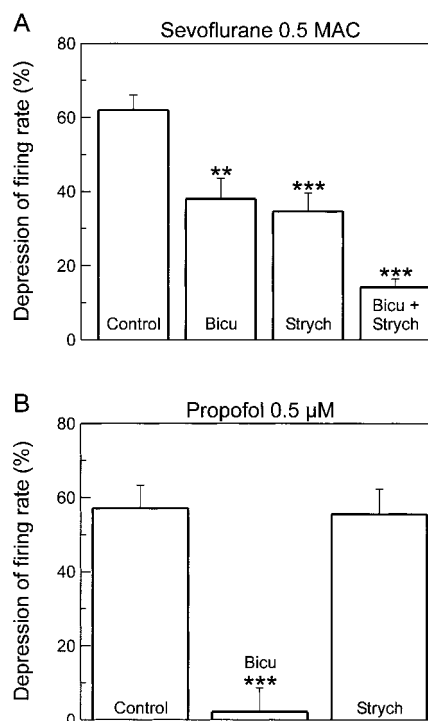 A
Sevoflurane 0.5 MAC
Depression of firing rate (%)
80
60
40
20
0
**
***
***
Control
Bicu
Strych
Bicu +
Strych
B
Propofol 0.5 µM
Depression of firing rate (%)
80
60
40
20
0
Bicu
***
Control
Strych